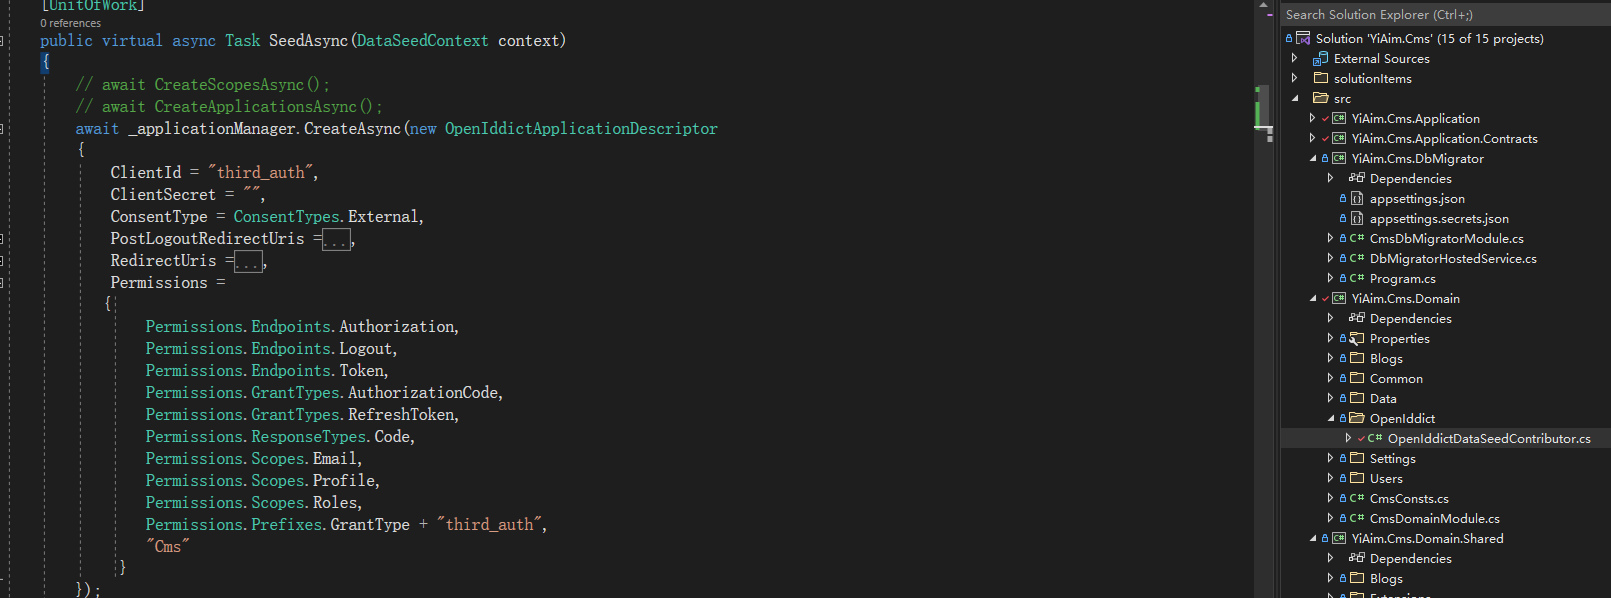 [UnitOfWork]
0 references
public virtual async Task SeedAsync(DataSeedContext context)
{
// await CreateScopesAsync();
// await CreateApplicationsAsync();
await _applicationManager.CreateAsync(new OpenIddictApplicationDescriptor
{
ClientId = "third_auth",
ClientSecret = "",
ConsentType = ConsentTypes.External,
PostLogoutRedirectUris =...,
RedirectUris =...,
Permissions =
{
Permissions.Endpoints.Authorization,
Permissions.Endpoints.Logout,
Permissions.Endpoints.Token,
Permissions.GrantTypes.AuthorizationCode,
Permissions.GrantTypes.RefreshToken,
Permissions.ResponseTypes.Code,
Permissions.Scopes.Email,
Permissions.Scopes.Profile,
Permissions.Scopes.Roles,
Permissions.Prefixes.GrantType + "third_auth",
"Cms"
}
});
Search Solution Explorer (Ctrl+;)
Solution 'YiAim.Cms' (15 of 15 projects)
External Sources
solutionItems
src
C# YiAim.Cms.Application
C# YiAim.Cms.Application.Contracts
C# YiAim.Cms.DbMigrator
Dependencies
appsettings.json
appsettings.secrets.json
C# CmsDbMigratorModule.cs
C# DbMigratorHostedService.cs
C# Program.cs
C# YiAim.Cms.Domain
Dependencies
Properties
Blogs
Common
Data
OpenIddict
C# OpenIddictDataSeedContributor.cs
Settings
Users
C# CmsConsts.cs
C# CmsDomainModule.cs
C# YiAim.Cms.Domain.Shared
Dependencies
Blogs
Extensions